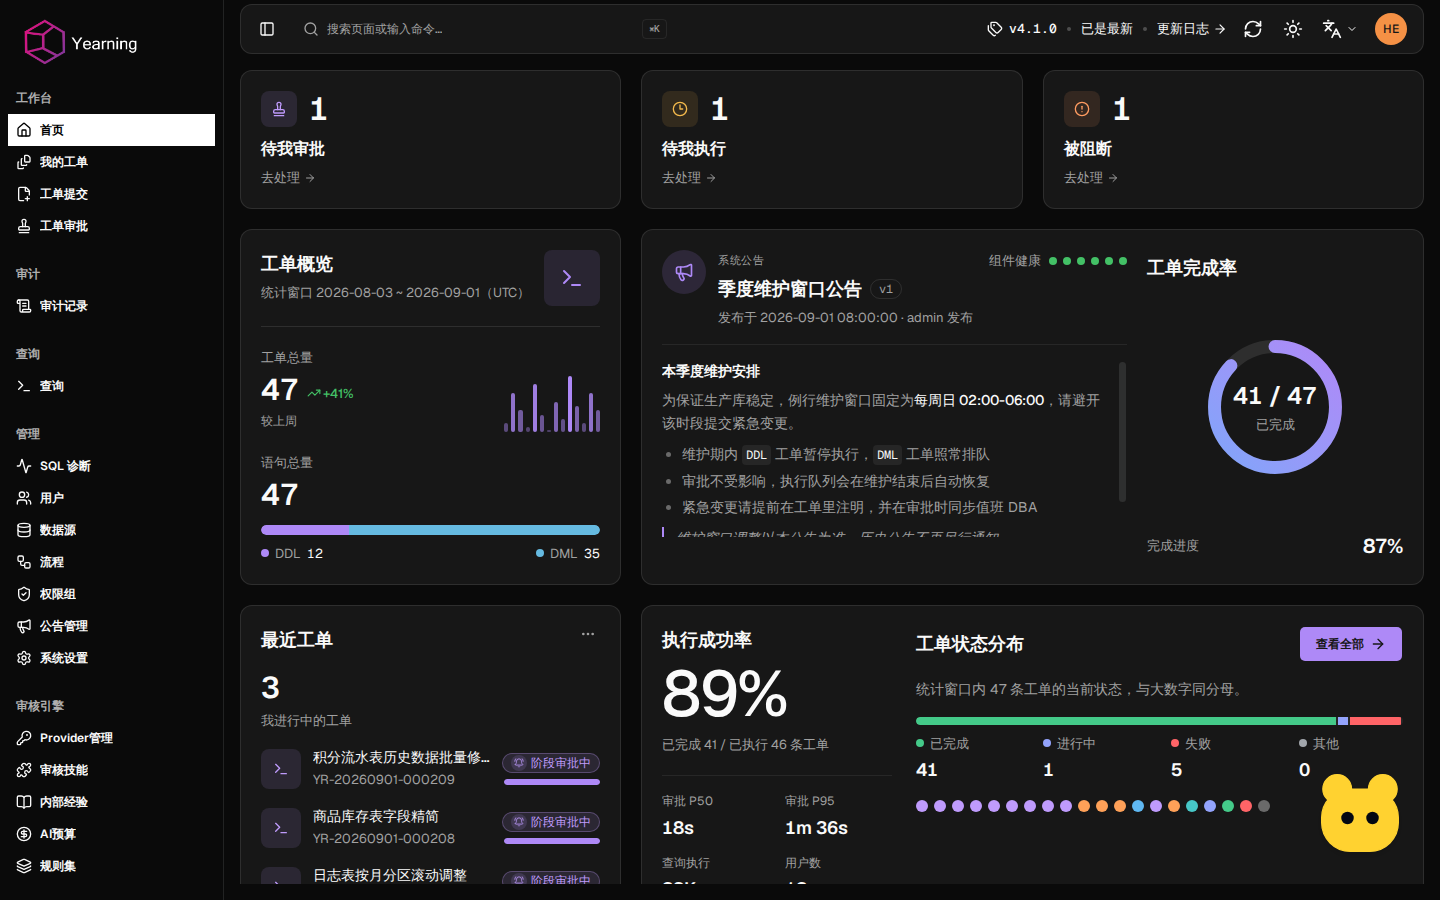 Yearning
工作台
首页
我的工单
工单提交
工单审批
审计
审计记录
查询
查询
管理
SQL 诊断
用户
数据源
流程
权限组
公告管理
系统设置
审核引擎
Provider管理
审核技能
内部经验
AI预算
规则集
搜索页面或输入命令...
⌘K
v4.1.0
已是最新
更新日志
HE
1
待我审批
去处理
1
待我执行
去处理
1
被阻断
去处理
工单概览
统计窗口 2026-08-03 ~ 2026-09-01（UTC）
工单总量
47
+41%
较上周
语句总量
47
DDL 12
DML 35
系统公告
季度维护窗口公告 v1
发布于 2026-09-01 08:00:00 · admin 发布
组件健康
本季度维护安排
为保证生产库稳定，例行维护窗口固定为每周日 02:00-06:00，请避开
该时段提交紧急变更。
维护期内 DDL 工单暂停执行，DML 工单照常排队
审批不受影响，执行队列会在维护结束后自动恢复
紧急变更请提前在工单里注明，并在审批时同步值班 DBA
维护窗口调整以本公告为准，历史公告不再另行通知
工单完成率
41 / 47
已完成
完成进度
87%
最近工单
3
我进行中的工单
积分流水表历史数据批量修...
YR-20260901-000209
阶段审批中
商品库存表字段精简
YR-20260901-000208
阶段审批中
日志表按月分区滚动调整
阶段审批中
执行成功率
89%
已完成 41 / 已执行 46 条工单
审批 P50
18s
审批 P95
1m 36s
查询执行
用户数
工单状态分布
查看全部
统计窗口内 47 条工单的当前状态，与大数字同分母。
已完成
41
进行中
1
失败
5
其他
0